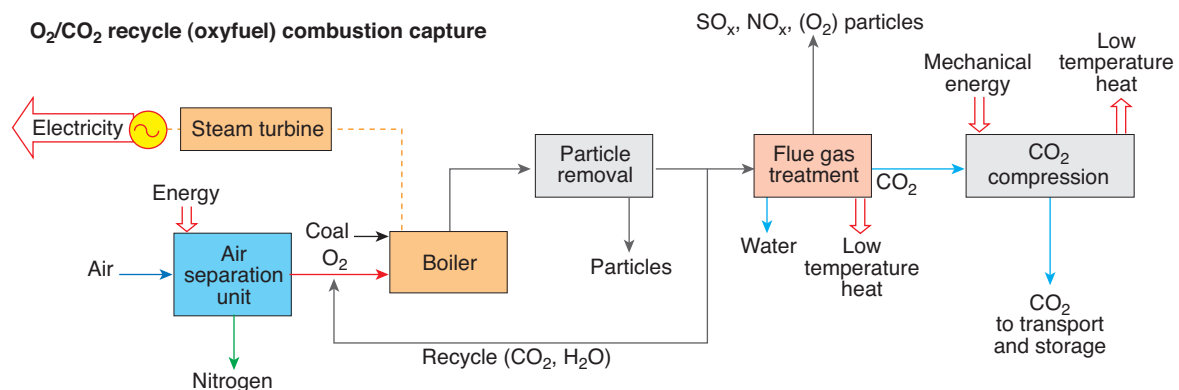 O₂/CO₂ recycle (oxyfuel) combustion capture
SOₓ, NOₓ, (O₂) particles
Mechanical
energy
Low
temperature
heat
Electricity
Steam turbine
Particle
removal
Flue gas
treatment
CO₂
CO₂
compression
Energy
Coal
O₂
Boiler
Air
Air
separation
unit
Particles
Water
Low
temperature
heat
CO₂
to transport
and storage
Recycle (CO₂, H₂O)
Nitrogen